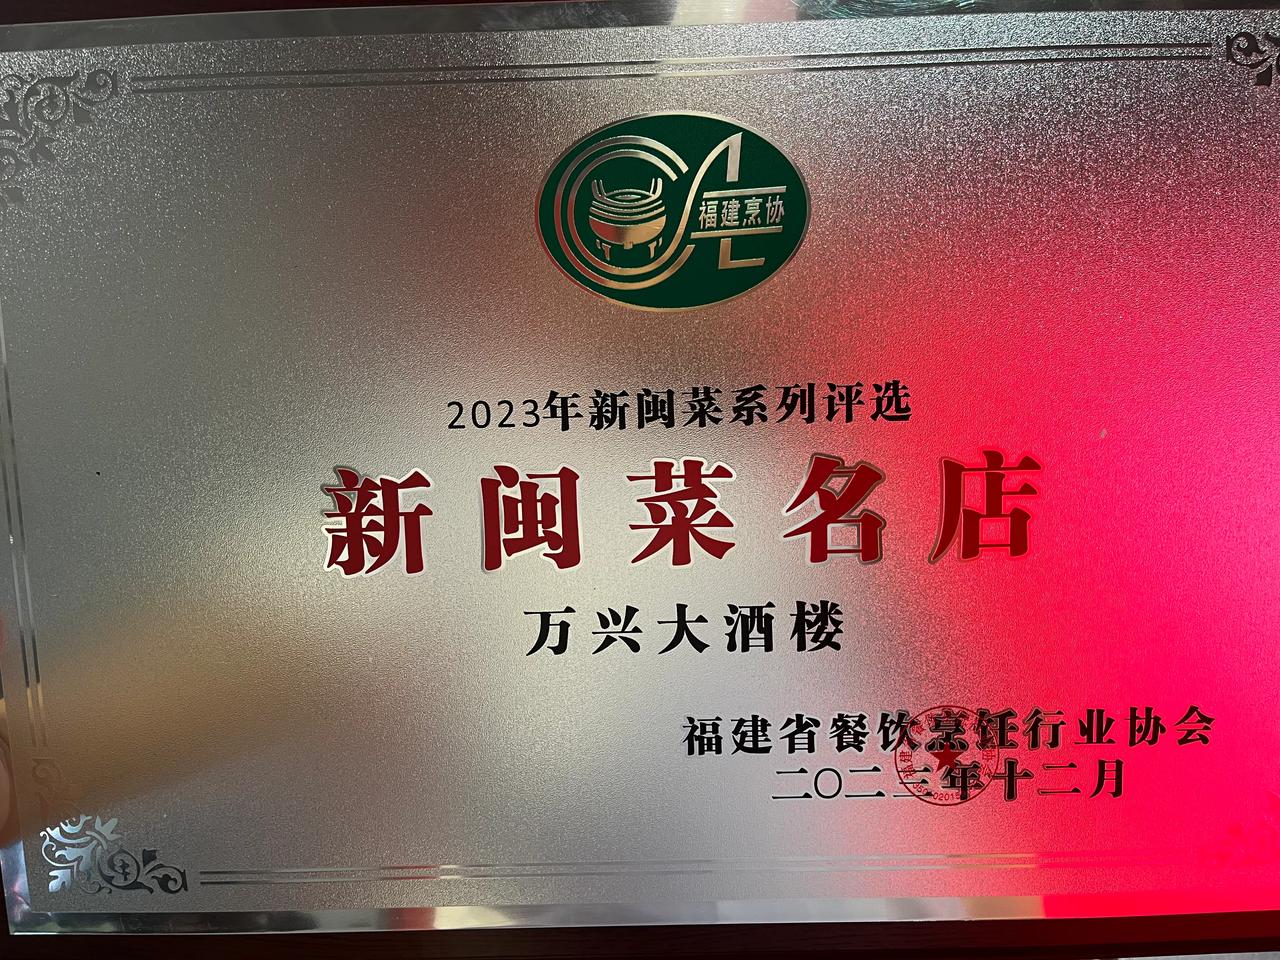 福建烹协
2023年新闽菜系列评选
新闽菜名店
万兴大酒楼
福建省餐饮烹饪行业协会
二〇二三年十二月